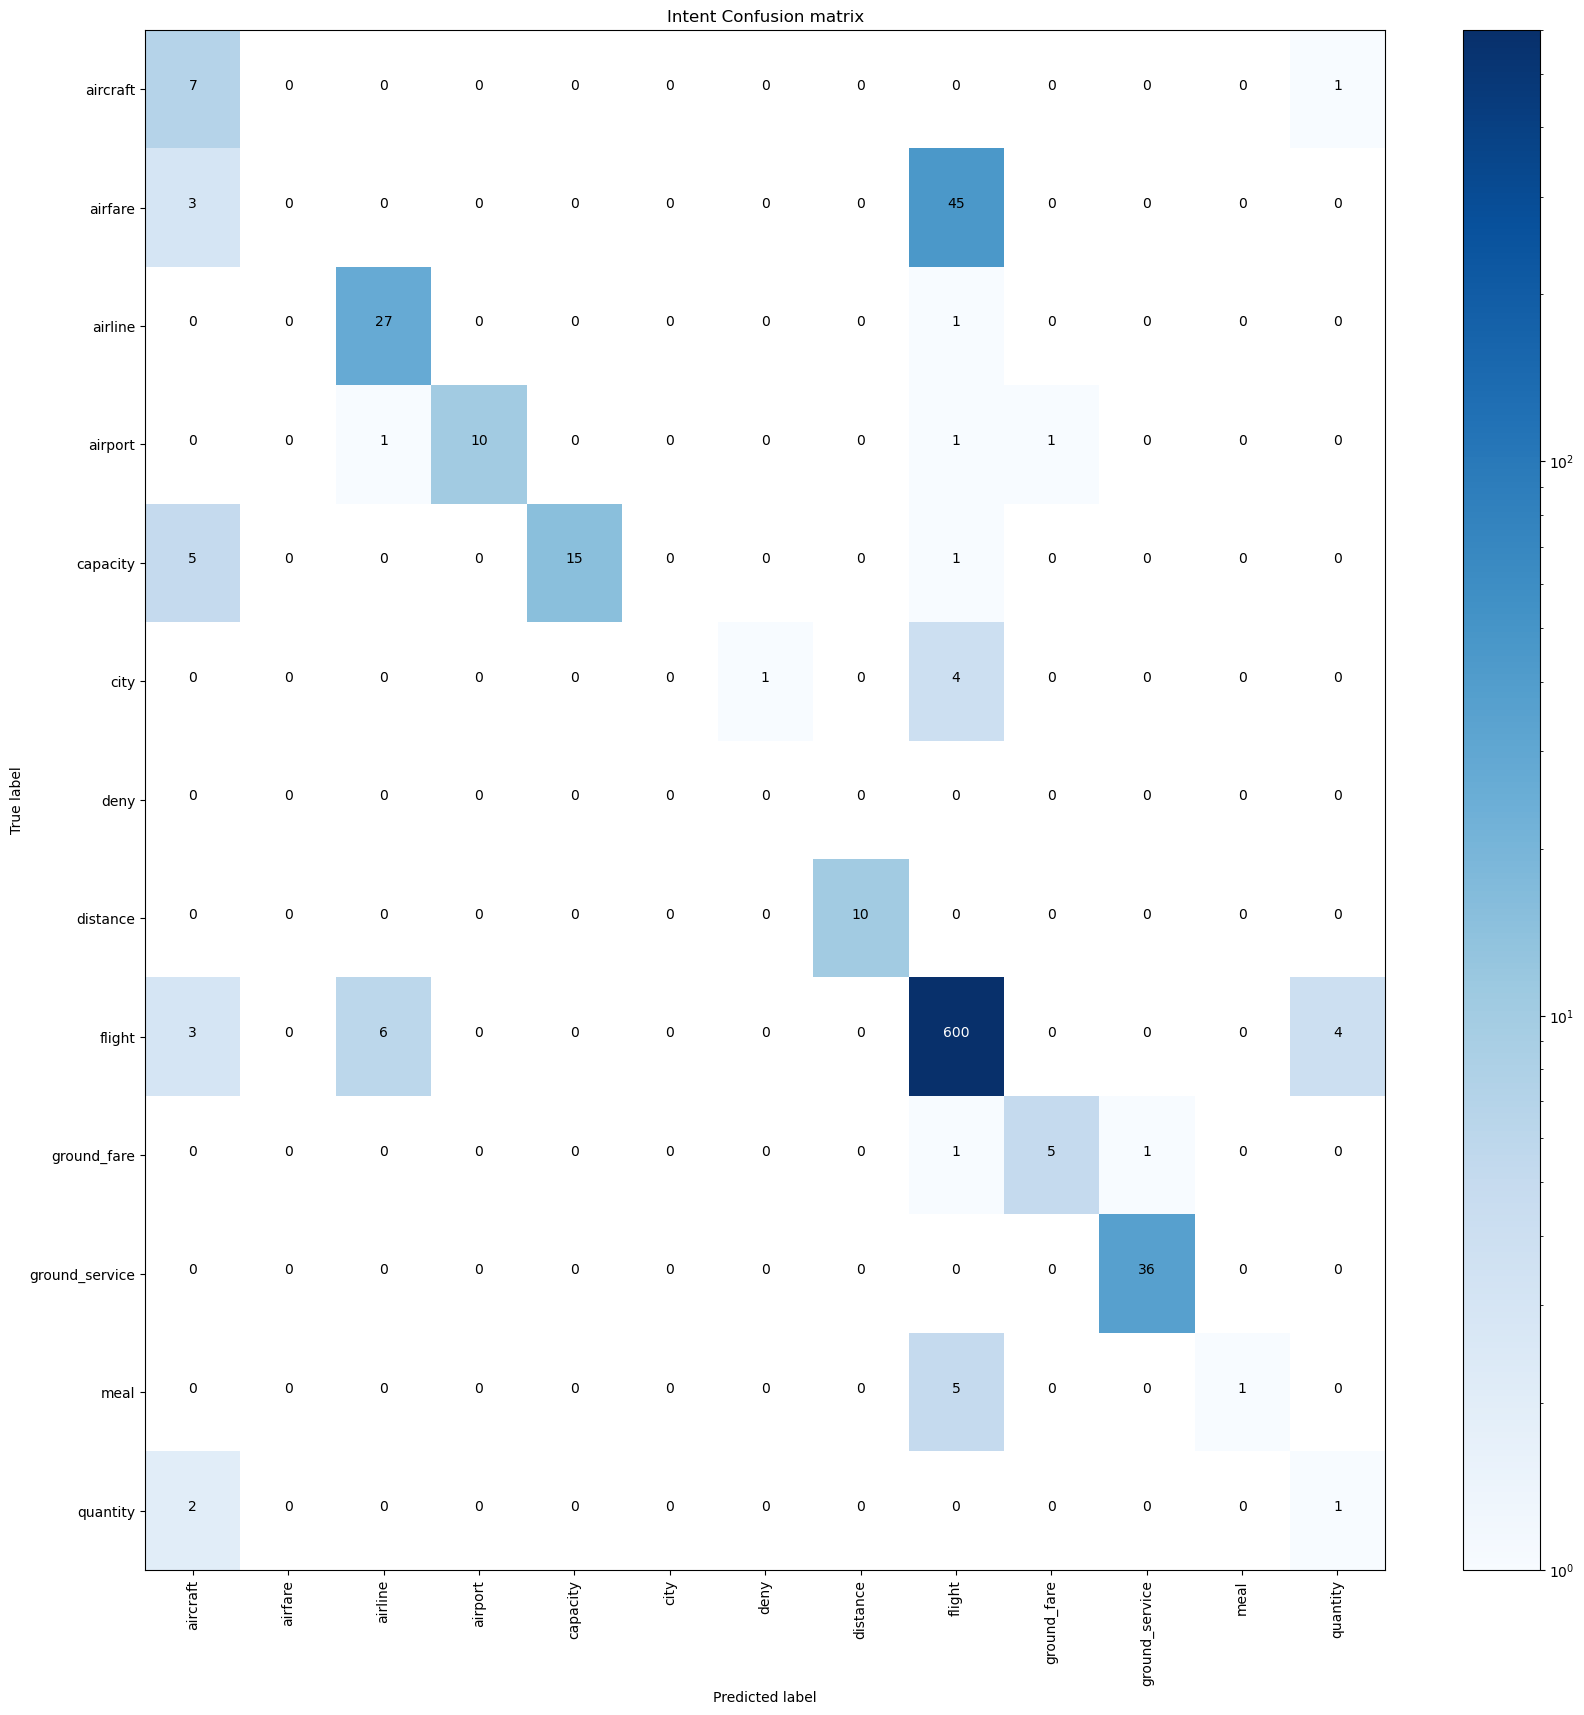 Intent Confusion matrix
aircraft 7 0 0 0 0 0 0 0 0 0 0 0 1
airfare 3 0 0 0 0 0 0 0 45 0 0 0 0
airline 0 0 27 0 0 0 0 0 1 0 0 0 0
airport 0 0 1 10 0 0 0 0 1 1 0 0 0
capacity 5 0 0 0 15 0 0 0 1 0 0 0 0
city 0 0 0 0 0 0 1 0 4 0 0 0 0
deny 0 0 0 0 0 0 0 0 0 0 0 0 0
distance 0 0 0 0 0 0 0 10 0 0 0 0 0
flight 3 0 6 0 0 0 0 0 600 0 0 0 4
ground_fare 0 0 0 0 0 0 0 0 1 5 1 0 0
ground_service 0 0 0 0 0 0 0 0 0 0 36 0 0
meal 0 0 0 0 0 0 0 0 5 0 0 1 0
quantity 2 0 0 0 0 0 0 0 0 0 0 0 1
True label
aircraft airfare airline airport capacity city deny distance flight ground_fare ground_service meal quantity
Predicted label
10²
10¹
10⁰